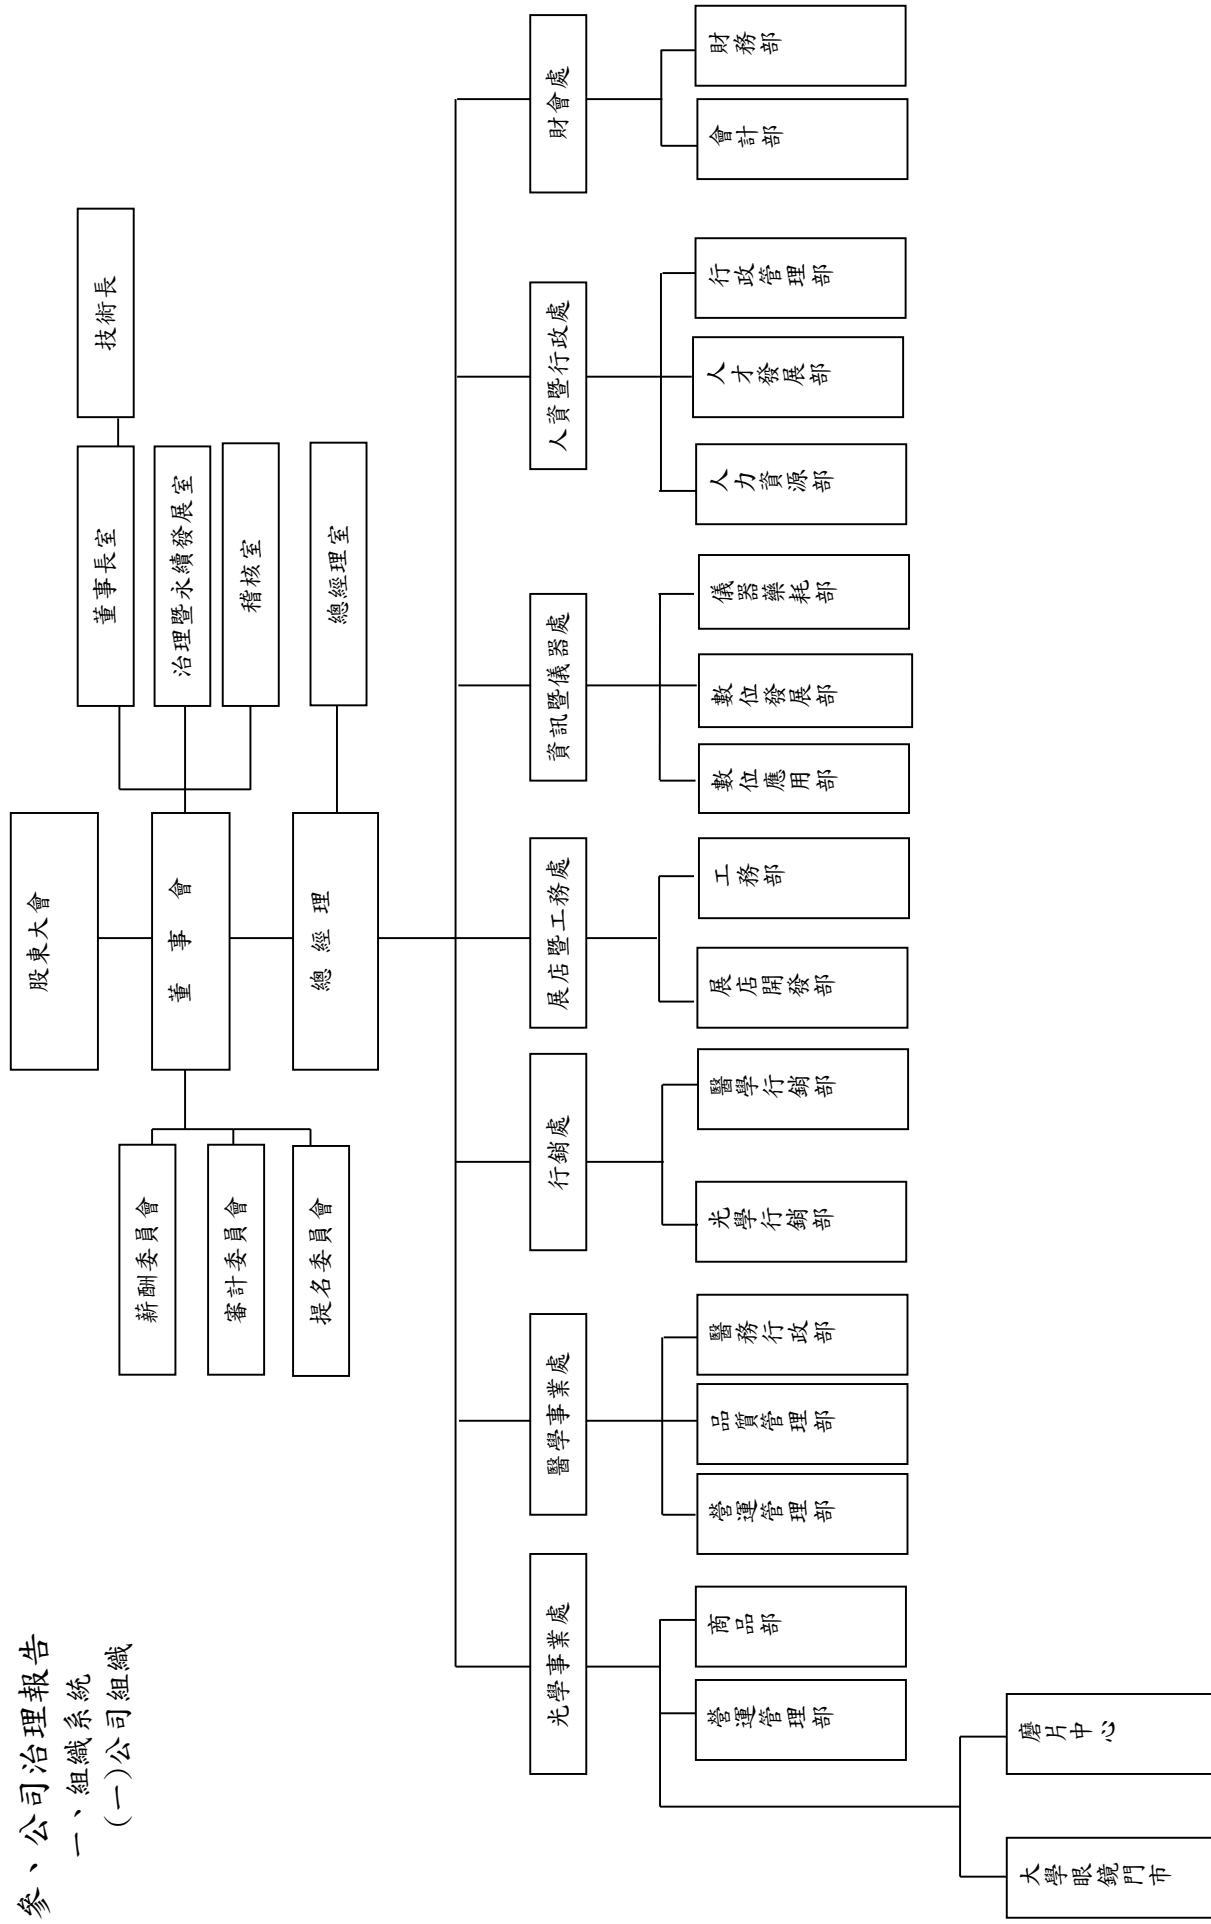 參、公司治理報告
一、組織系統
(一)公司組織
股東大會
董事會
總經理
薪酬委員會
審計委員會
提名委員會
董事長室
技術長
治理暨永續發展室
稽核室
總經理室
光學事業處
醫學事業處
行銷處
展店暨工務處
資訊暨儀器處
人資暨行政處
財會處
營運管理部
商品部
營運管理部
品質管理部
醫務行政部
光學行銷部
醫學行銷部
展店開發部
工務部
數位應用部
數位發展部
儀器藥耗部
人力資源部
人才發展部
行政管理部
會計部
財務部
大學眼鏡門市
磨片中心